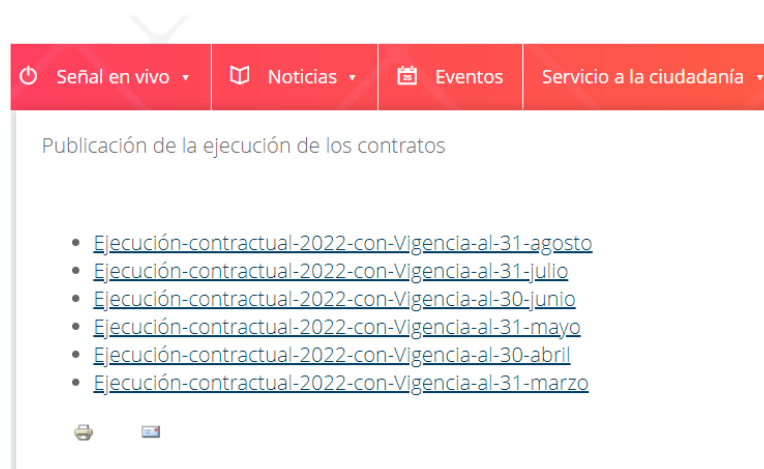 Señal en vivo
Noticias
Eventos
Servicio a la ciudadanía
Publicación de la ejecución de los contratos
Ejecución-contractual-2022-con-Vigencia-al-31-agosto
Ejecución-contractual-2022-con-Vigencia-al-31-julio
Ejecución-contractual-2022-con-Vigencia-al-30-junio
Ejecución-contractual-2022-con-Vigencia-al-31-mayo
Ejecución-contractual-2022-con-Vigencia-al-30-abril
Ejecución-contractual-2022-con-Vigencia-al-31-marzo